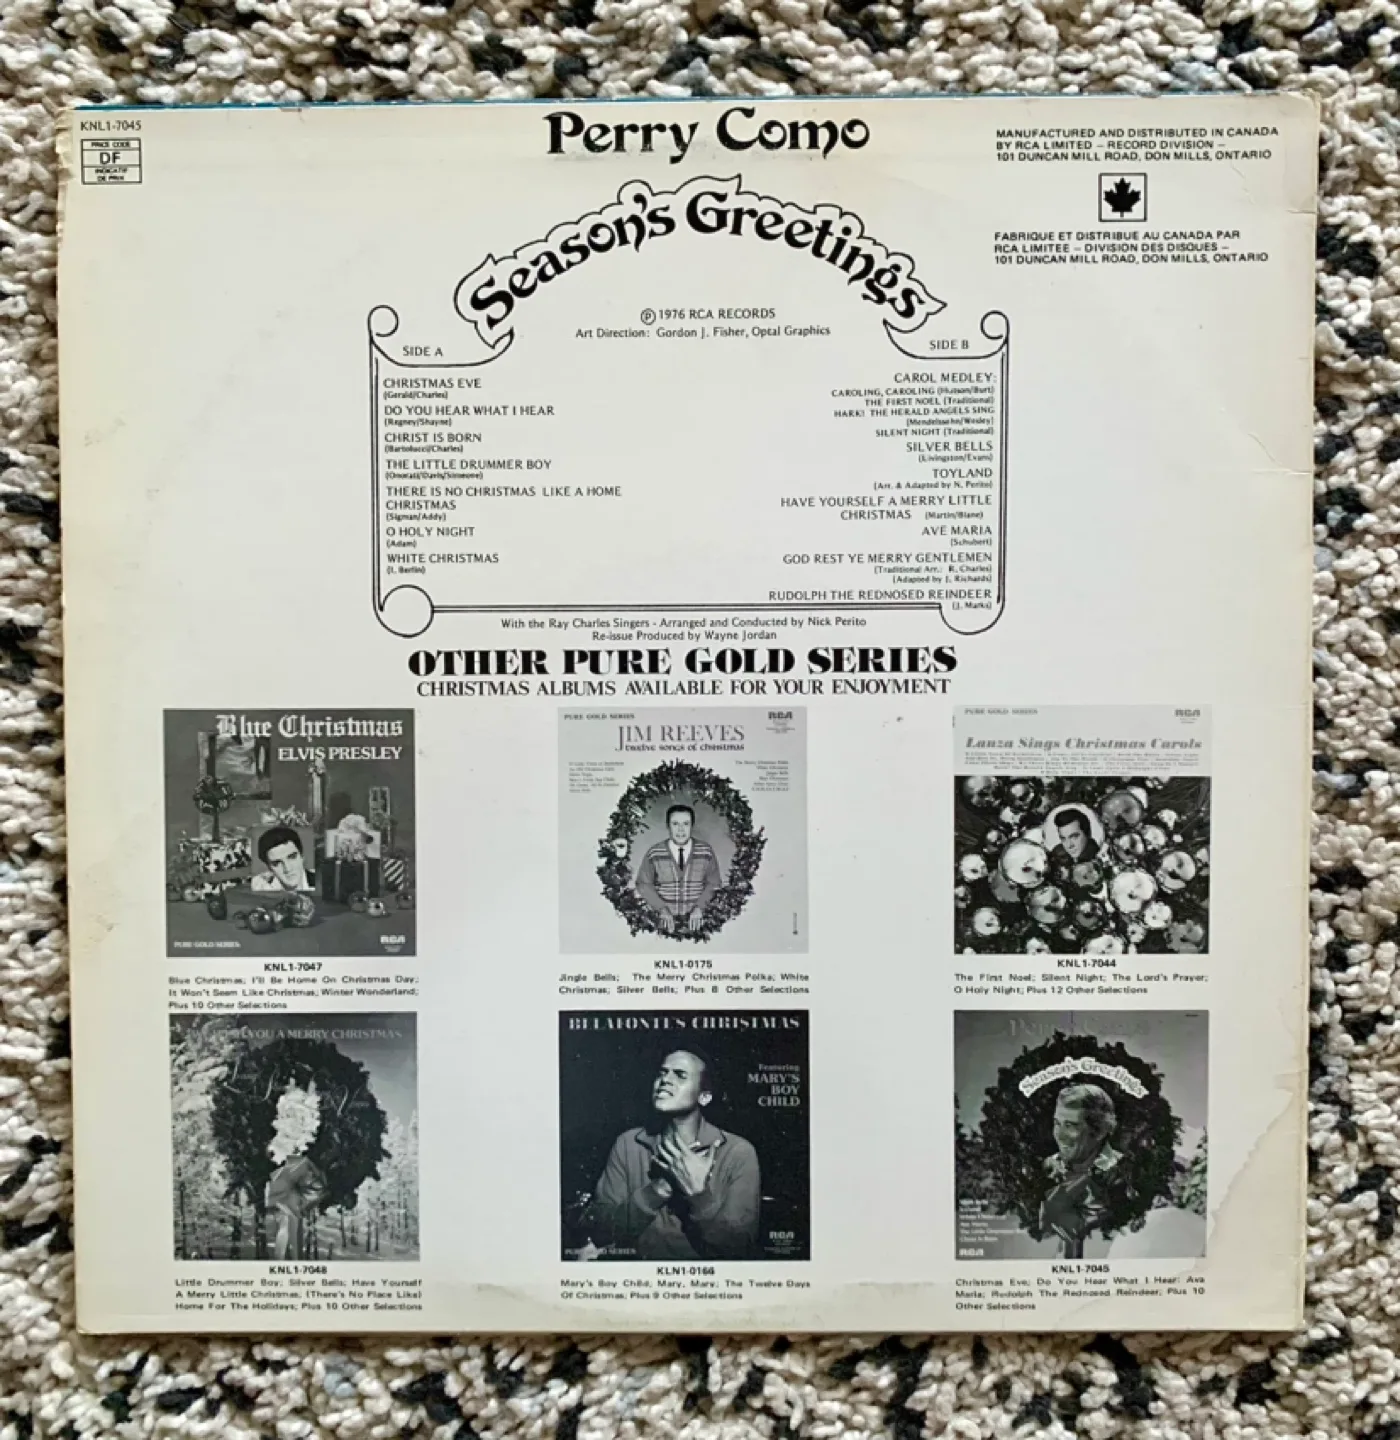 KNL1-7045
PRICE CODE
DF
INDICATIF
DE PRIX
Perry Como
Season's Greetings
MANUFACTURED AND DISTRIBUTED IN CANADA
BY RCA LIMITED – RECORD DIVISION –
101 DUNCAN MILL ROAD, DON MILLS, ONTARIO
FABRIQUE ET DISTRIBUE AU CANADA PAR
RCA LIMITEE – DIVISION DES DISQUES –
101 DUNCAN MILL ROAD, DON MILLS, ONTARIO
Ⓟ 1976 RCA RECORDS
Art Direction: Gordon J. Fisher, Optal Graphics
SIDE A
CHRISTMAS EVE
(Gerald/Charles)
DO YOU HEAR WHAT I HEAR
(Regney/Shayne)
CHRIST IS BORN
(Bartolucci/Charles)
THE LITTLE DRUMMER BOY
(Onorati/Davis/Simeone)
THERE IS NO CHRISTMAS LIKE A HOME
CHRISTMAS
(Sigman/Addy)
O HOLY NIGHT
(Adam)
WHITE CHRISTMAS
(I. Berlin)
SIDE B
CAROL MEDLEY:
CAROLING, CAROLING (Hutson/Burt)
THE FIRST NOEL (Traditional)
HARK! THE HERALD ANGELS SING
(Mendelssohn/Wesley)
SILENT NIGHT (Traditional)
SILVER BELLS
(Livingston/Evans)
TOYLAND
(Arr. & Adapted by N. Perito)
HAVE YOURSELF A MERRY LITTLE
CHRISTMAS (Martin/Blane)
AVE MARIA
(Schubert)
GOD REST YE MERRY GENTLEMEN
(Traditional Arr.: R. Charles)
(Adapted by J. Richards)
RUDOLPH THE REDNOSED REINDEER
(J. Marks)
With the Ray Charles Singers - Arranged and Conducted by Nick Perito
Re-issue Produced by Wayne Jordan
OTHER PURE GOLD SERIES
CHRISTMAS ALBUMS AVAILABLE FOR YOUR ENJOYMENT
Blue Christmas
ELVIS PRESLEY
PURE GOLD SERIES
RCA
KNL1-7047
Blue Christmas; I'll Be Home On Christmas Day;
It Won't Seem Like Christmas; Winter Wonderland;
Plus 10 Other Selections
PURE GOLD SERIES
RCA
JIM REEVES
twelve songs of christmas
KNL1-0175
Jingle Bells; The Merry Christmas Polka; White
Christmas; Silver Bells; Plus 8 Other Selections
PURE GOLD SERIES
RCA
Lanza Sings Christmas Carols
KNL1-7044
The First Noel; Silent Night; The Lord's Prayer;
O Holy Night; Plus 12 Other Selections
YOU A MERRY CHRISTMAS
KNL1-7048
Little Drummer Boy; Silver Bells; Have Yourself
A Merry Little Christmas; (There's No Place Like)
Home For The Holidays; Plus 10 Other Selections
BELAFONTE'S CHRISTMAS
Featuring
MARY'S
BOY
CHILD
PURE GOLD SERIES
RCA
KLN1-0166
Mary's Boy Child, Mary, Mary; The Twelve Days
Of Christmas; Plus 9 Other Selections
Perry Como
Season's Greetings
RCA
KNL1-7045
Christmas Eve; Do You Hear What I Hear; Ava
Maria; Rudolph The Rednosed Reindeer; Plus 10
Other Selections